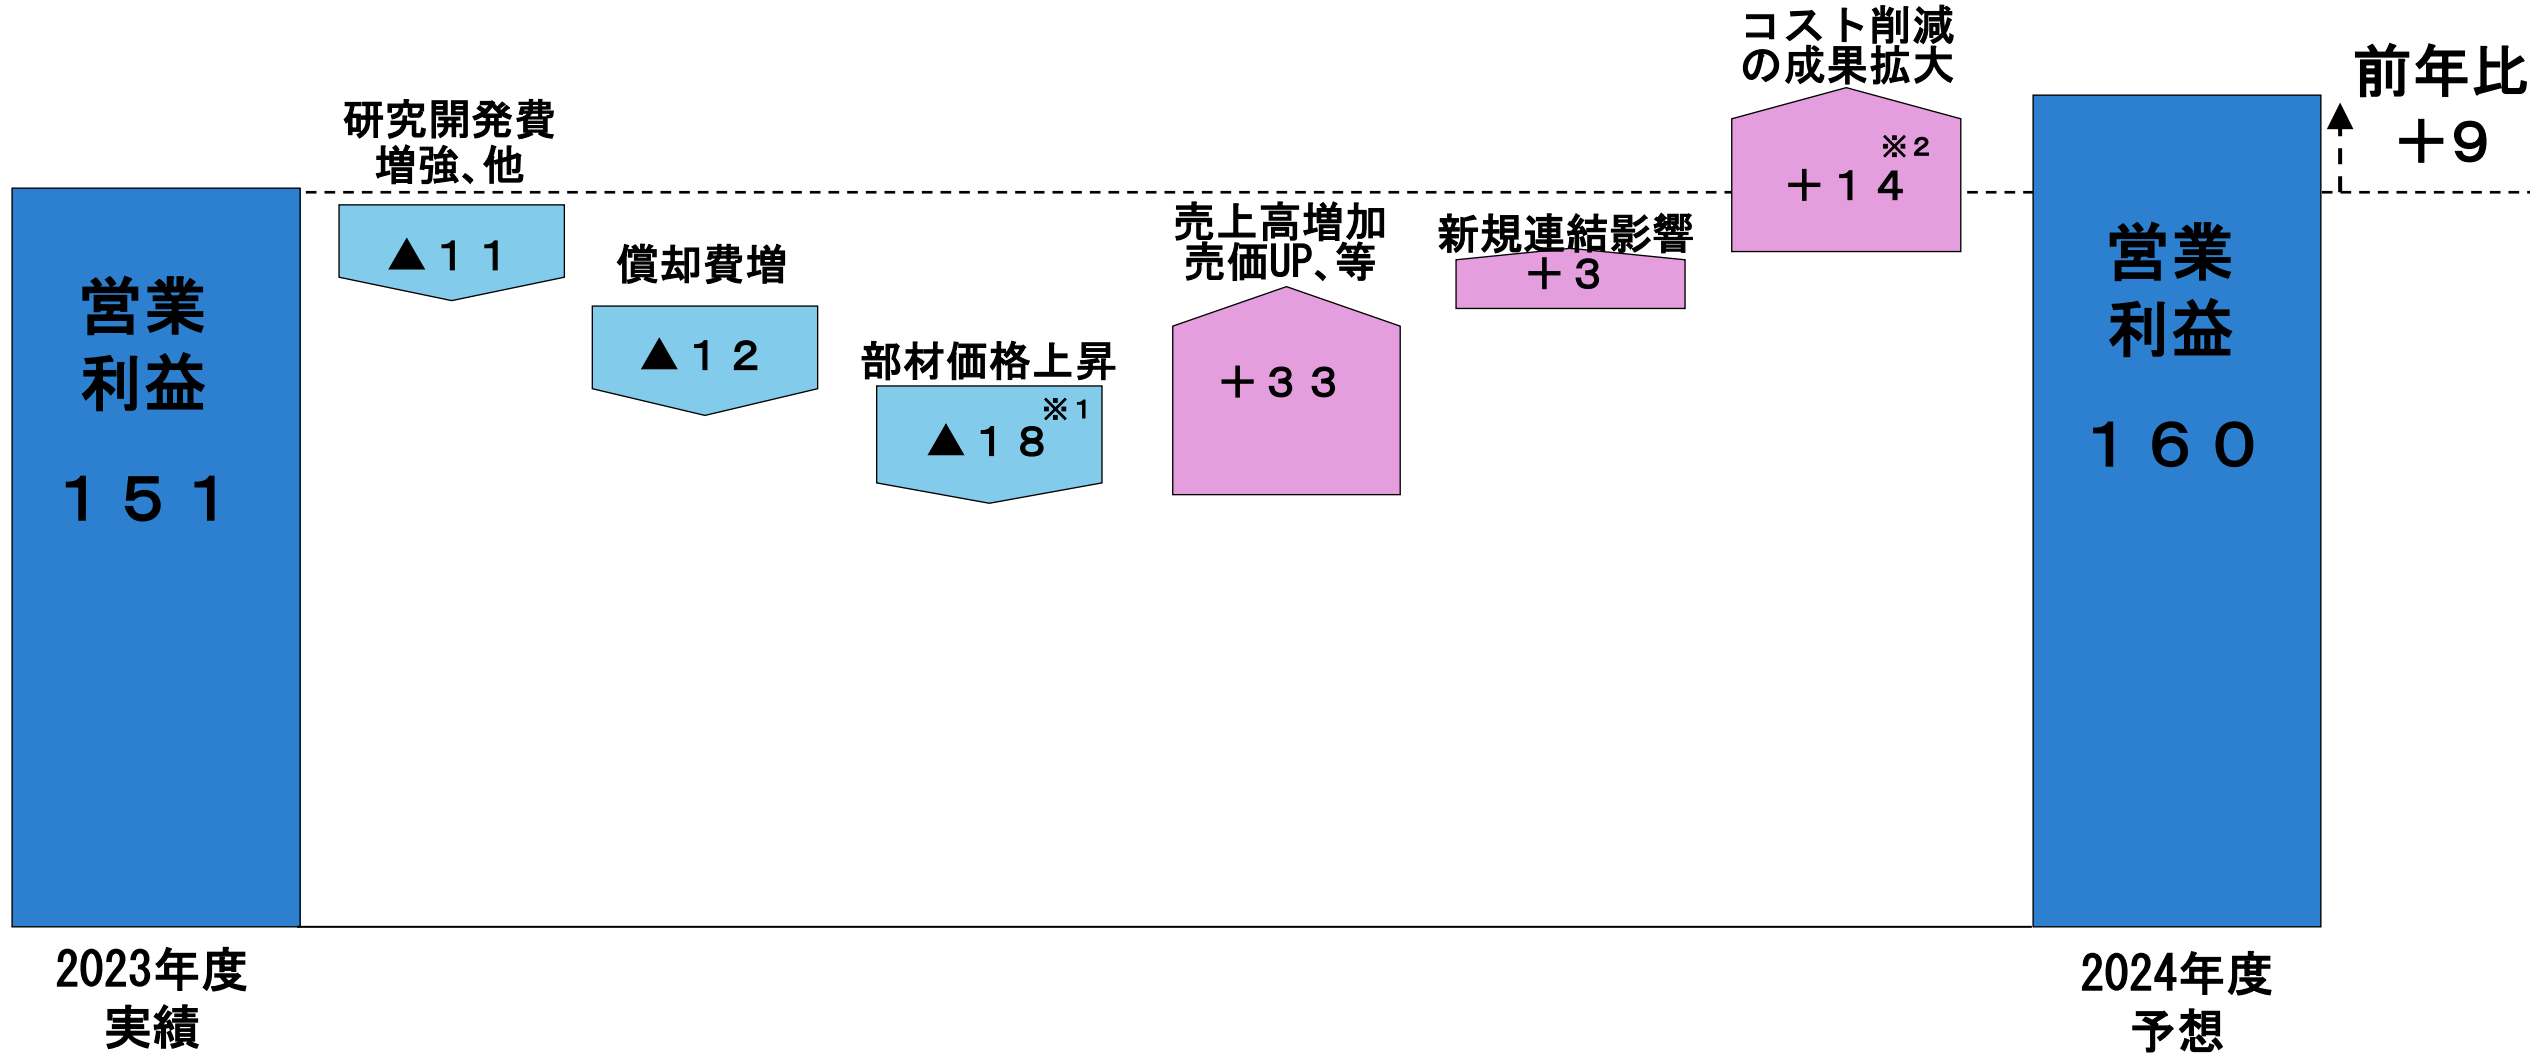 営業
利益
１５１
2023年度
実績
研究開発費
増強、他
▲１１
償却費増
▲１２
部材価格上昇
※１
▲１８
売上高増加
売価UP、等
＋３３
新規連結影響
＋３
コスト削減
の成果拡大
※２
＋１４
営業
利益
１６０
2024年度
予想
前年比
＋９